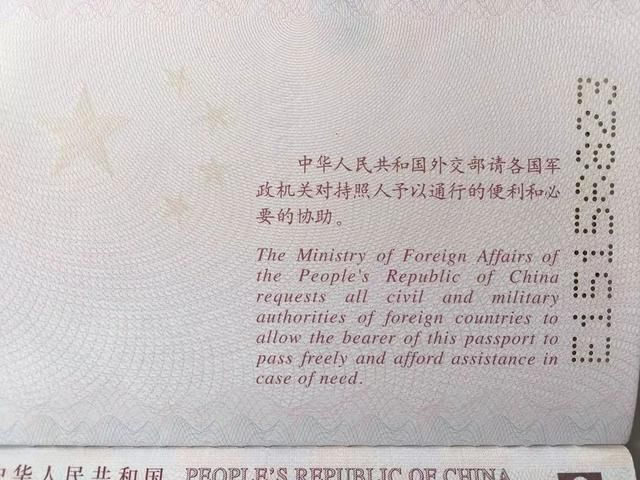 中华人民共和国外交部请各国军
政机关对持照人予以通行的便利和必
要的协助。
The Ministry of Foreign Affairs of
the People's Republic of China
requests all civil and military
authorities of foreign countries to
allow the bearer of this passport to
pass freely and afford assistance in
case of need.
E15156823
中华人民共和国 PEOPLE'S REPUBLIC OF CHINA